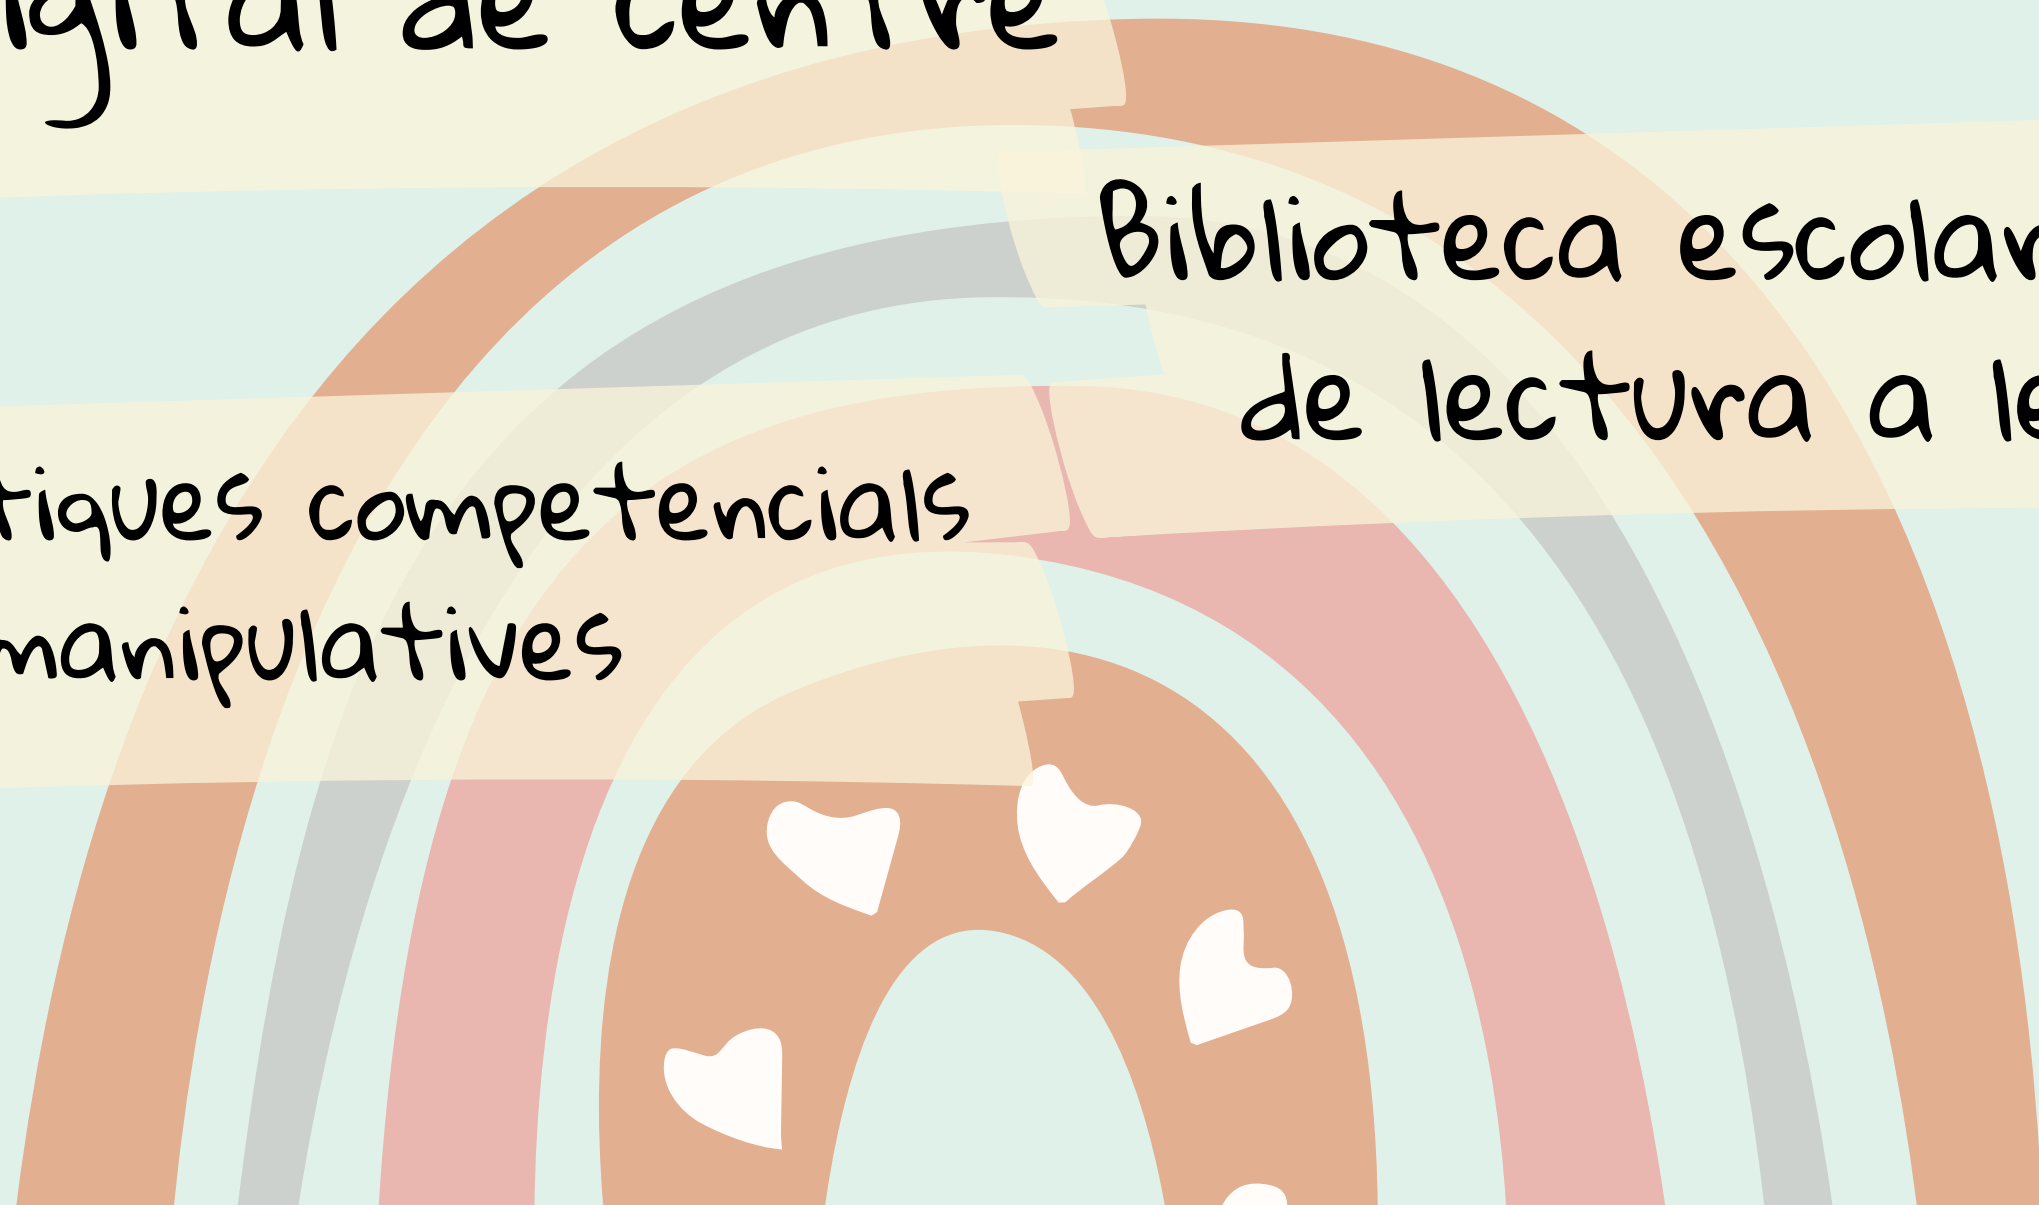 igital de centre
Biblioteca escolar
de lectura a le
tiques competencials
manipulatives